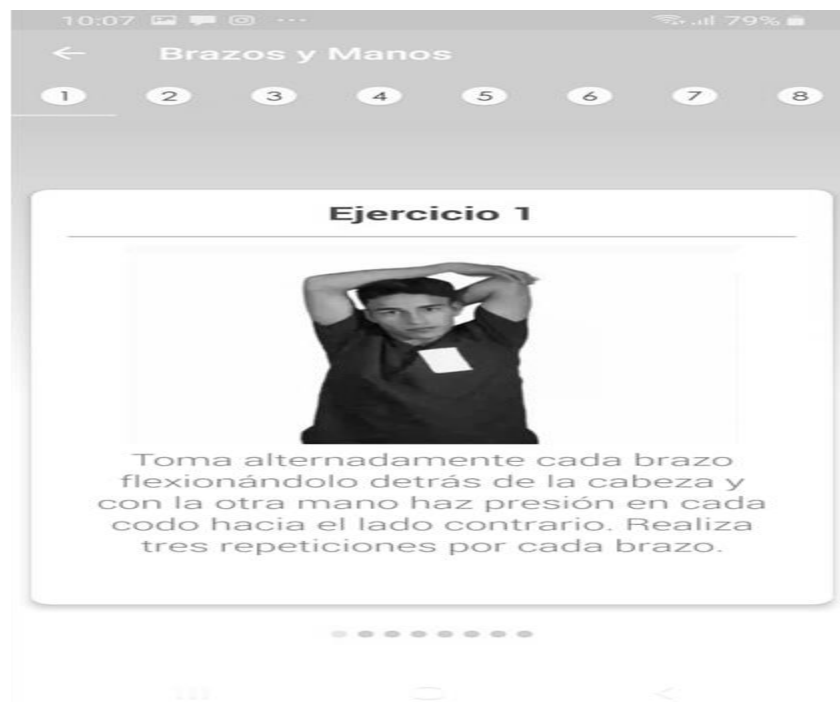 10:07 79%
Brazos y Manos
1 2 3 4 5 6 7 8
Ejercicio 1
Toma alternadamente cada brazo
flexionándolo detrás de la cabeza y
con la otra mano haz presión en cada
codo hacia el lado contrario. Realiza
tres repeticiones por cada brazo.